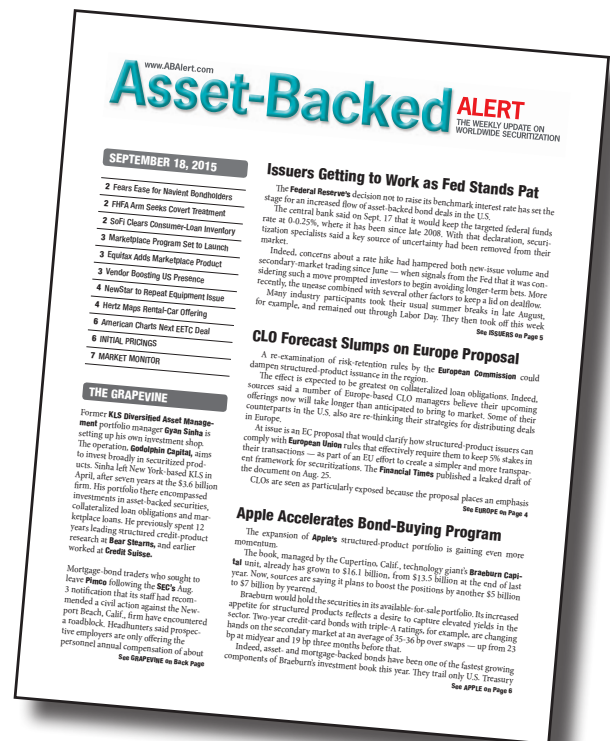 www.ABAlert.com
Asset-Backed ALERT
THE WEEKLY UPDATE ON
WORLDWIDE SECURITIZATION
SEPTEMBER 18, 2015
2 Fears Ease for Navient Bondholders
2 FHFA Arm Seeks Covert Treatment
2 SoFi Clears Consumer-Loan Inventory
3 Marketplace Program Set to Launch
3 Equifax Adds Marketplace Product
3 Vendor Boosting US Presence
4 NewStar to Repeat Equipment Issue
4 Hertz Maps Rental-Car Offering
6 American Charts Next EETC Deal
6 INITIAL PRICINGS
7 MARKET MONITOR
THE GRAPEVINE
Former KLS Diversified Asset Manage-
ment portfolio manager Gyan Sinha is
setting up his own investment shop.
The operation, Godolphin Capital, aims
to invest broadly in securitized prod-
ucts. Sinha left New York-based KLS in
April, after seven years at the $3.6 billion
firm. His portfolio there encompassed
investments in asset-backed securities,
collateralized loan obligations and mar-
ketplace loans. He previously spent 12
years leading structured credit-product
research at Bear Stearns, and earlier
worked at Credit Suisse.
Mortgage-bond traders who sought to
leave Pimco following the SEC's Aug.
3 notification that its staff had recom-
mended a civil action against the New-
port Beach, Calif., firm have encountered
a roadblock. Headhunters said prospec-
tive employers are only offering the
personnel annual compensation of about
See GRAPEVINE on Back Page
Issuers Getting to Work as Fed Stands Pat
The Federal Reserve's decision not to raise its benchmark interest rate has set the
stage for an increased flow of asset-backed bond deals in the U.S.
The central bank said on Sept. 17 that it would keep the targeted federal funds
rate at 0-0.25%, where it has been since late 2008. With that declaration, securi-
tization specialists said a key source of uncertainty had been removed from their
market.
Indeed, concerns about a rate hike had hampered both new-issue volume and
secondary-market trading since June — when signals from the Fed that it was con-
sidering such a move prompted investors to begin avoiding longer-term bets. More
recently, the unease combined with several other factors to keep a lid on dealflow.
Many industry participants took their usual summer breaks in late August,
for example, and remained out through Labor Day. They then took off this week
See ISSUERS on Page 5
CLO Forecast Slumps on Europe Proposal
A re-examination of risk-retention rules by the European Commission could
dampen structured-product issuance in the region.
The effect is expected to be greatest on collateralized loan obligations. Indeed,
sources said a number of Europe-based CLO managers believe their upcoming
offerings now will take longer than anticipated to bring to market. Some of their
counterparts in the U.S. also are re-thinking their strategies for distributing deals
in Europe.
At issue is an EC proposal that would clarify how structured-product issuers can
comply with European Union rules that effectively require them to keep 5% stakes in
their transactions — as part of an EU effort to create a simpler and more transpar-
ent framework for securitizations. The Financial Times published a leaked draft of
the document on Aug. 25.
CLOs are seen as particularly exposed because the proposal places an emphasis
See EUROPE on Page 4
Apple Accelerates Bond-Buying Program
The expansion of Apple's structured-product portfolio is gaining even more
momentum.
The book, managed by the Cupertino, Calif., technology giant's Braeburn Capi-
tal unit, already has grown to $16.1 billion, from $13.5 billion at the end of last
year. Now, sources are saying it plans to boost the positions by another $5 billion
to $7 billion by yearend.
Braeburn would hold the securities in its available-for-sale portfolio. Its increased
appetite for structured products reflects a desire to capture elevated yields in the
sector. Two-year credit-card bonds with triple-A ratings, for example, are changing
hands on the secondary market at an average of 35-36 bp over swaps — up from 23
bp at midyear and 19 bp three months before that.
Indeed, asset- and mortgage-backed bonds have been one of the fastest growing
components of Braeburn's investment book this year. They trail only U.S. Treasury
See APPLE on Page 6